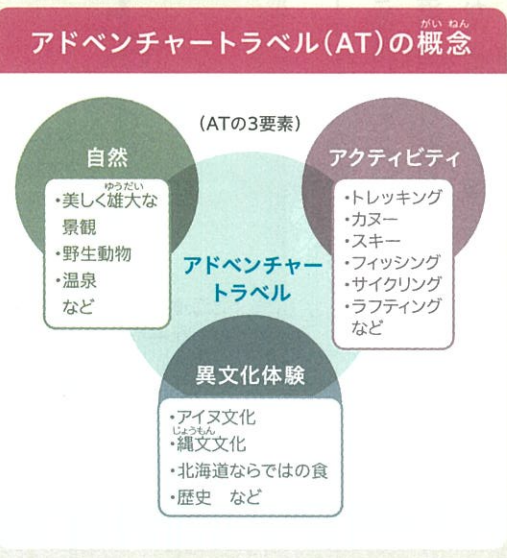 がいねん
アドベンチャートラベル(AT)の概念
(ATの3要素)
自然
ゆうだい
・美しく雄大な
景観
・野生動物
・温泉
など
アクティビティ
・トレッキング
・カヌー
・スキー
・フィッシング
・サイクリング
・ラフティング
など
アドベンチャー
トラベル
異文化体験
・アイヌ文化
じょうもん
・縄文文化
・北海道ならではの食
・歴史 など